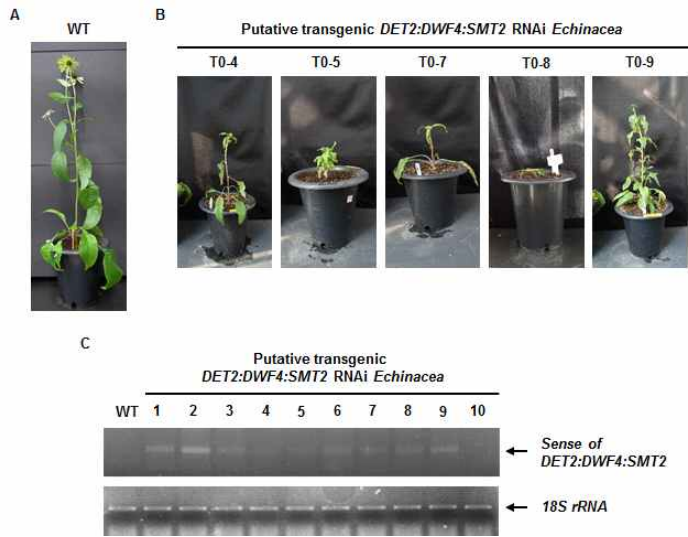 A
WT
B
Putative transgenic DET2:DWF4:SMT2 RNAi Echinacea
T0-4 T0-5 T0-7 T0-8 T0-9
C
Putative transgenic
DET2:DWF4:SMT2 RNAi Echinacea
WT 1 2 3 4 5 6 7 8 9 10
Sense of
DET2:DWF4:SMT2
18S rRNA